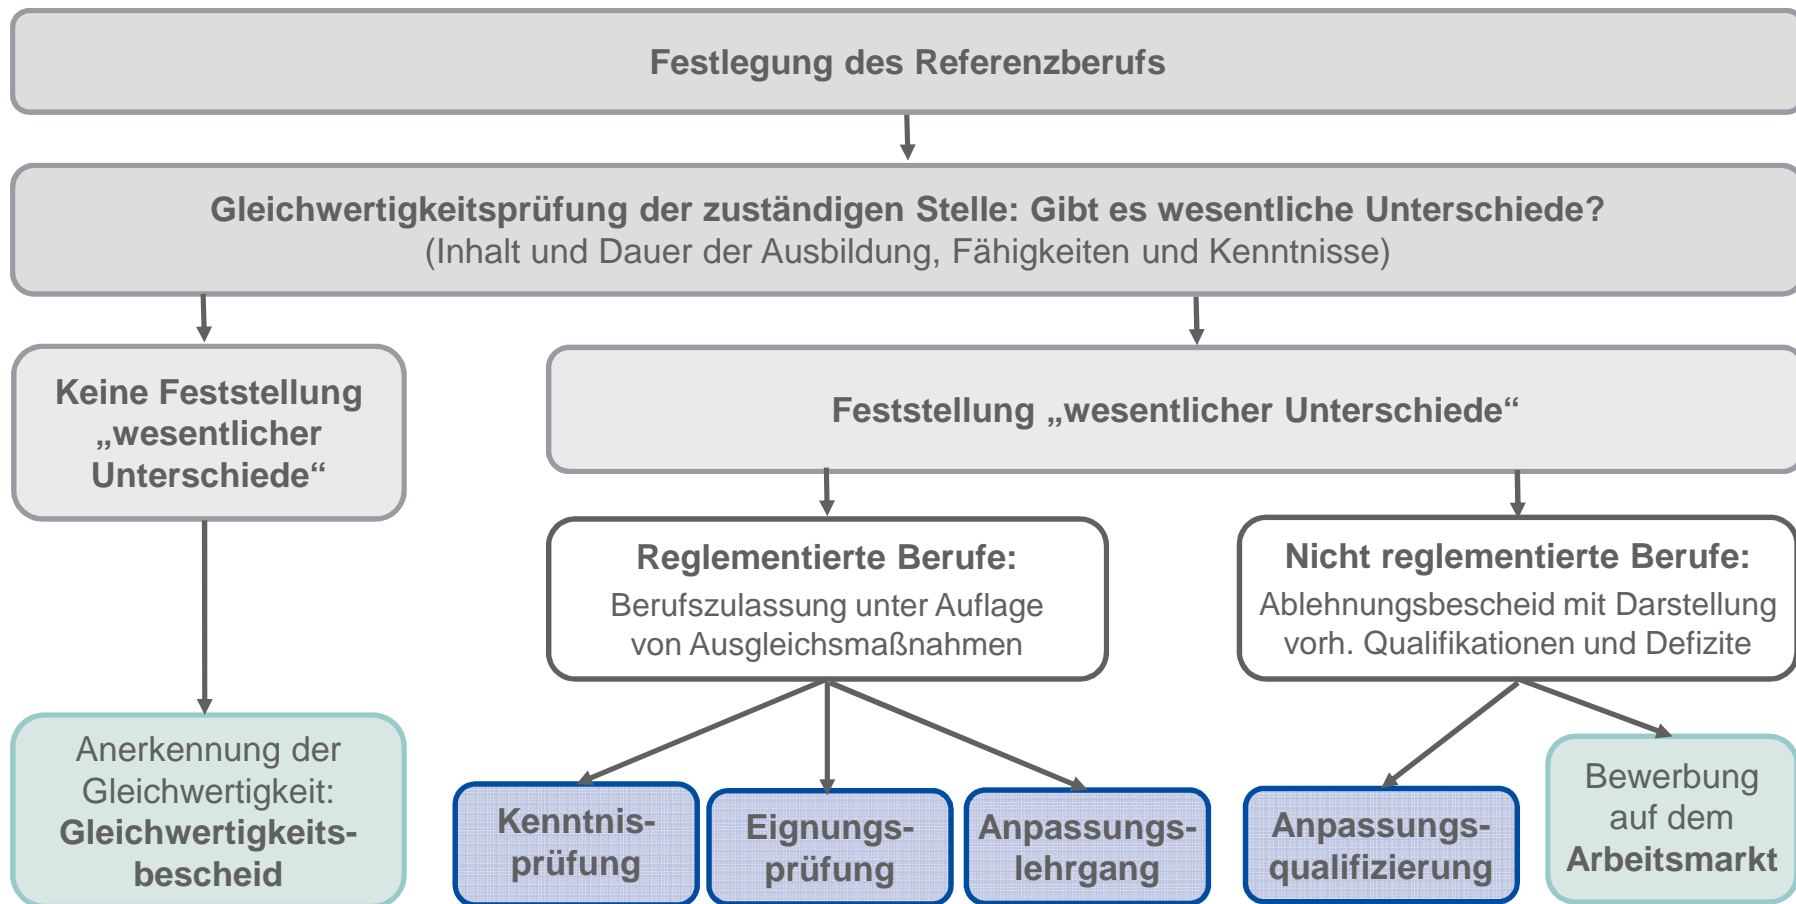 Festlegung des Referenzberufs
Gleichwertigkeitsprüfung der zuständigen Stelle: Gibt es wesentliche Unterschiede?
(Inhalt und Dauer der Ausbildung, Fähigkeiten und Kenntnisse)
Keine Feststellung
„wesentlicher
Unterschiede“
Feststellung „wesentlicher Unterschiede“
Reglementierte Berufe:
Berufszulassung unter Auflage
von Ausgleichsmaßnahmen
Nicht reglementierte Berufe:
Ablehnungsbescheid mit Darstellung
vorh. Qualifikationen und Defizite
Anerkennung der
Gleichwertigkeit:
Gleichwertigkeits-
bescheid
Kenntnis-
prüfung
Eignungs-
prüfung
Anpassungs-
lehrgang
Anpassungs-
qualifizierung
Bewerbung
auf dem
Arbeitsmarkt